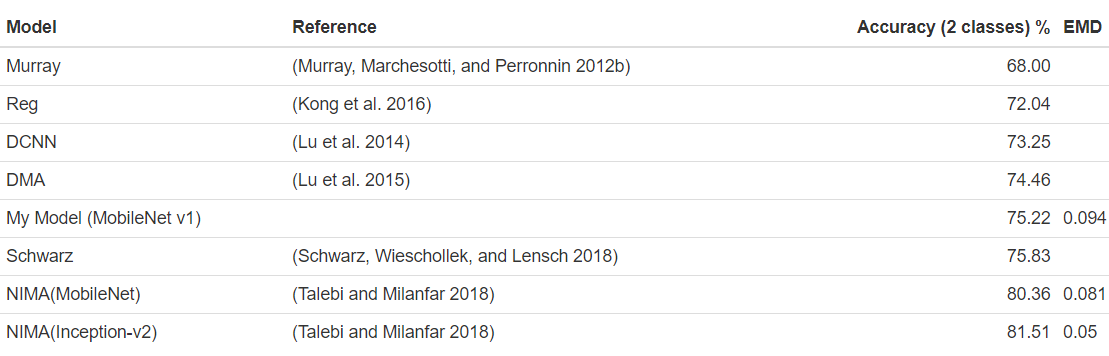 Model Reference Accuracy (2 classes) % EMD
Murray (Murray, Marchesotti, and Perronnin 2012b) 68.00
Reg (Kong et al. 2016) 72.04
DCNN (Lu et al. 2014) 73.25
DMA (Lu et al. 2015) 74.46
My Model (MobileNet v1) 75.22 0.094
Schwarz (Schwarz, Wieschollek, and Lensch 2018) 75.83
NIMA(MobileNet) (Talebi and Milanfar 2018) 80.36 0.081
NIMA(Inception-v2) (Talebi and Milanfar 2018) 81.51 0.05